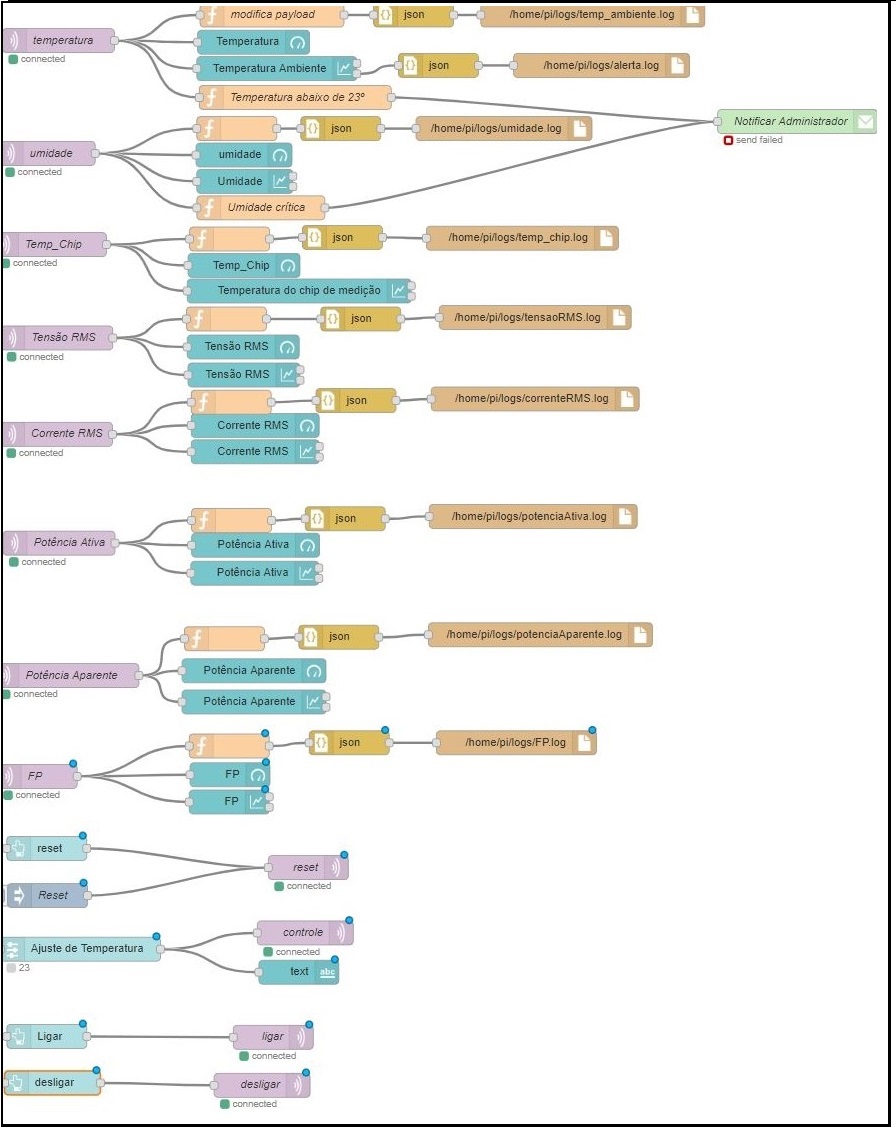 modifica payload
json
/home/pi/logs/temp_ambiente.log
temperatura
connected
Temperatura
Temperatura Ambiente
json
/home/pi/logs/alerta.log
Temperatura abaixo de 23º
Notificar Administrador
send failed
umidade
connected
json
/home/pi/logs/umidade.log
umidade
Umidade
Umidade crítica
Temp_Chip
connected
json
/home/pi/logs/temp_chip.log
Temp_Chip
Temperatura do chip de medição
Tensão RMS
connected
json
/home/pi/logs/tensaoRMS.log
Tensão RMS
Tensão RMS
Corrente RMS
connected
json
/home/pi/logs/correnteRMS.log
Corrente RMS
Corrente RMS
Potência Ativa
connected
json
/home/pi/logs/potenciaAtiva.log
Potência Ativa
Potência Ativa
Potência Aparente
connected
json
/home/pi/logs/potenciaAparente.log
Potência Aparente
Potência Aparente
FP
connected
json
/home/pi/logs/FP.log
FP
FP
reset
Reset
reset
connected
Ajuste de Temperatura
23
controle
connected
text
abc
Ligar
ligar
connected
desligar
desligar
connected